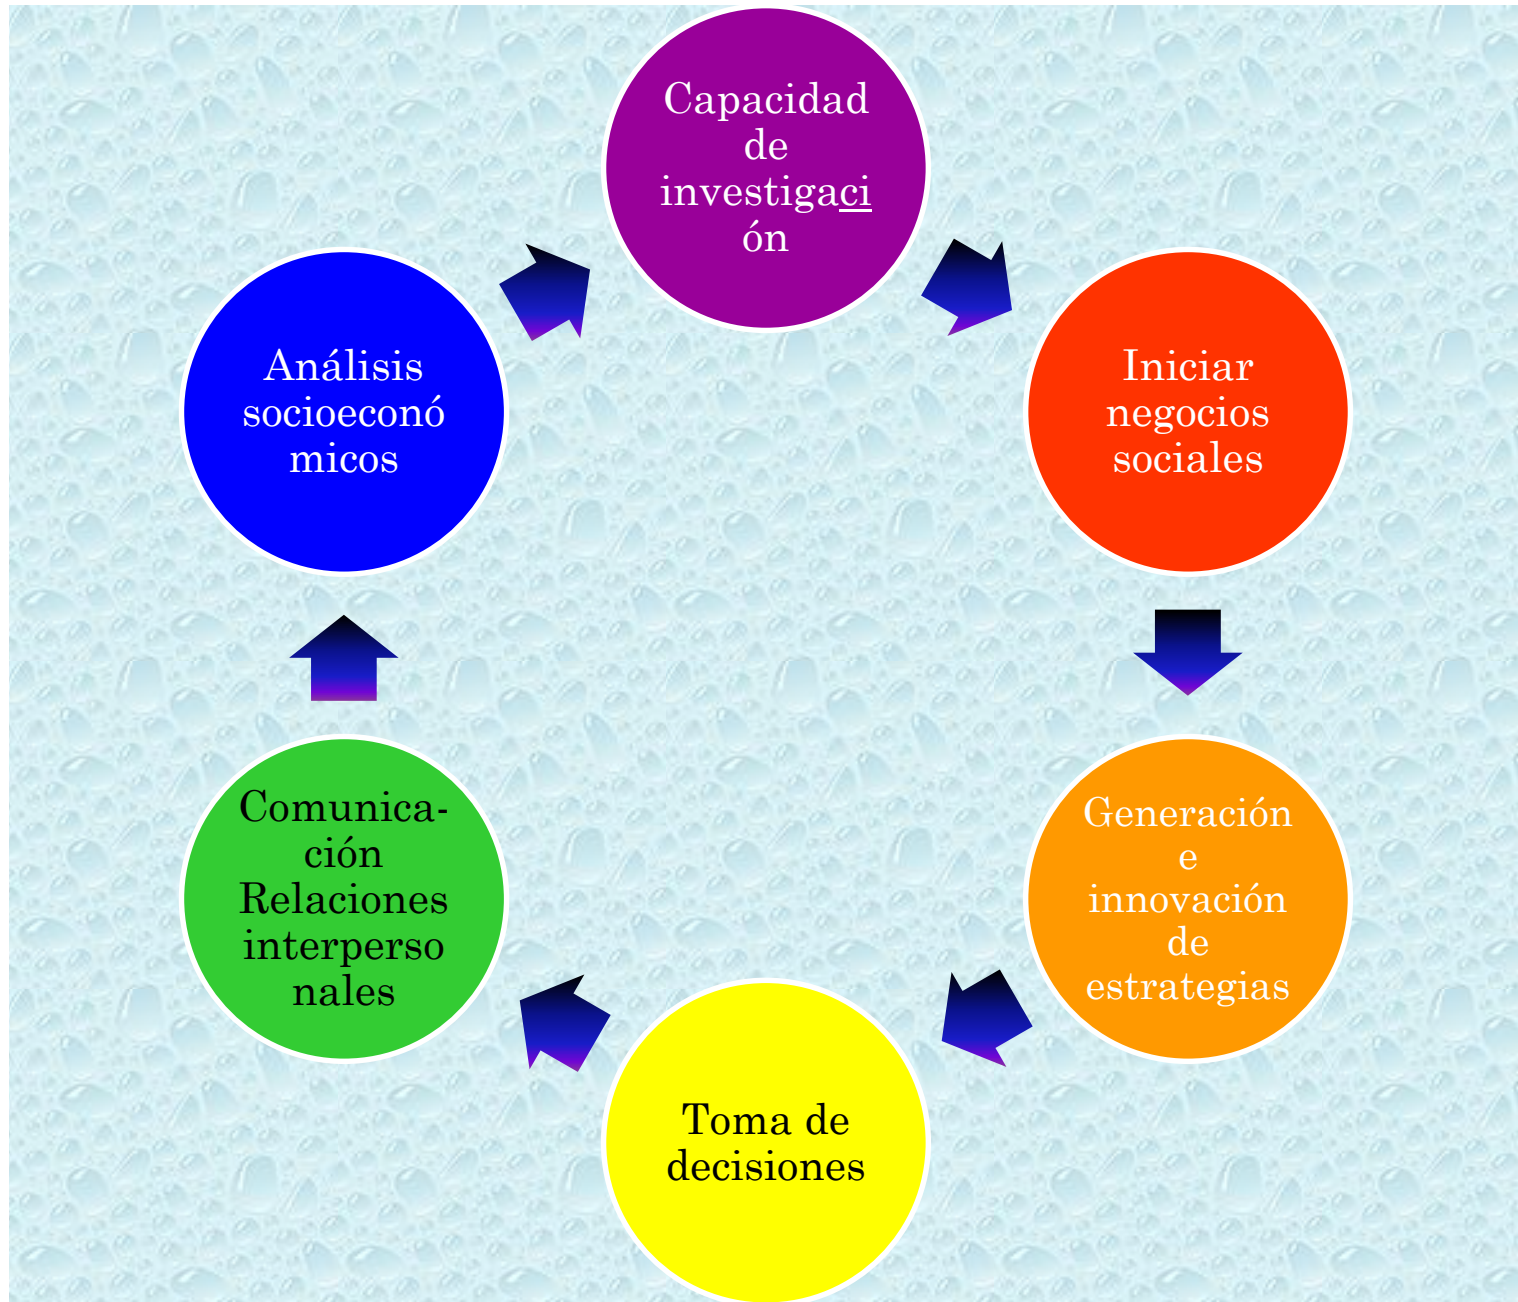 Capacidad
de
investigaci
ón
Iniciar
negocios
sociales
Generación
e
innovación
de
estrategias
Toma de
decisiones
Comunica-
ción
Relaciones
interperso
nales
Análisis
socioeconó
micos